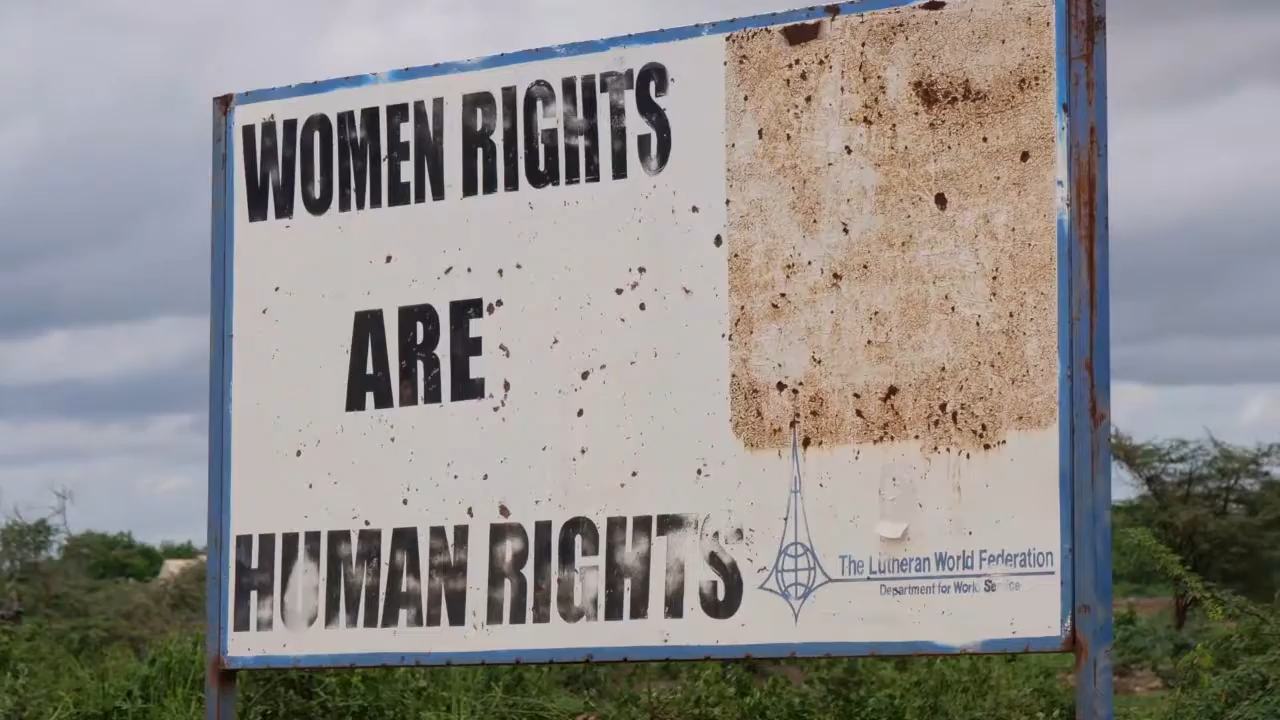 WOMEN RIGHTS
ARE
HUMAN RIGHTS
The Lutheran World Federation
Department for World Service